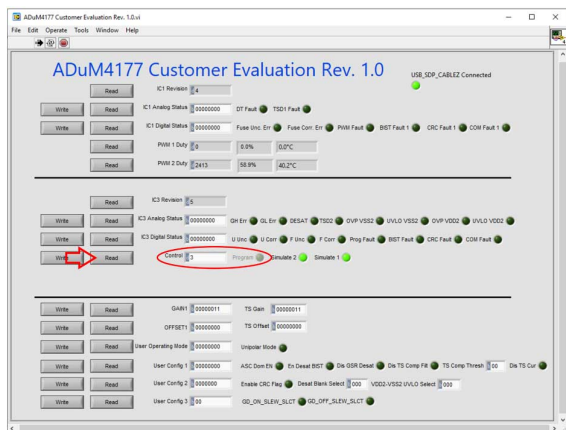 ADuM4177 Customer Evaluation Rev. 1.0.vi
File Edit Operate Tools Window Help
ADuM4177 Customer Evaluation Rev. 1.0
USB_SDP_CABLEZ Connected
Read IC1 Revision 4
Write Read IC1 Analog Status 00000000 DT Fault TSD1 Fault
Write Read IC1 Digital Status 00000000 Fuse Unc. Err Fuse Corr. Err PWM Fault BIST Fault 1 CRC Fault 1 COM Fault 1
Read PWM 1 Duty 0 0.0% 0.0°C
Read PWM 2 Duty 2413 58.9% 40.2°C
Read IC3 Revision 5
Write Read IC3 Analog Status 00000000 GH Err GL Err DESAT TSD2 OVP VSS2 UVLO VSS2 OVP VDD2 UVLO VDD2
Write Read IC3 Digital Status 00000000 U Unc U Corr F Unc F Corr Prog Fault BIST Fault CRC Fault COM Fault
Write Read Control 3 Program Simulate 2 Simulate 1
Write Read GAIN1 00000011 TS Gain 00000011
Write Read OFFSET1 00000000 TS Offset 00000000
Write Read User Operating Mode 00000000 Unipolar Mode
Write Read User Config 1 00000000 ASC Dom EN En Desat BIST Dis GSR Desat Dis TS Comp Filt TS Comp Thresh 00 Dis TS Cur
Write Read User Config 2 00000000 Enable CRC Flag Desat Blank Select 000 VDD2-VSS2 UVLO Select 000
Write Read User Config 3 00 GD_ON_SLEW_SLCT GD_OFF_SLEW_SLCT